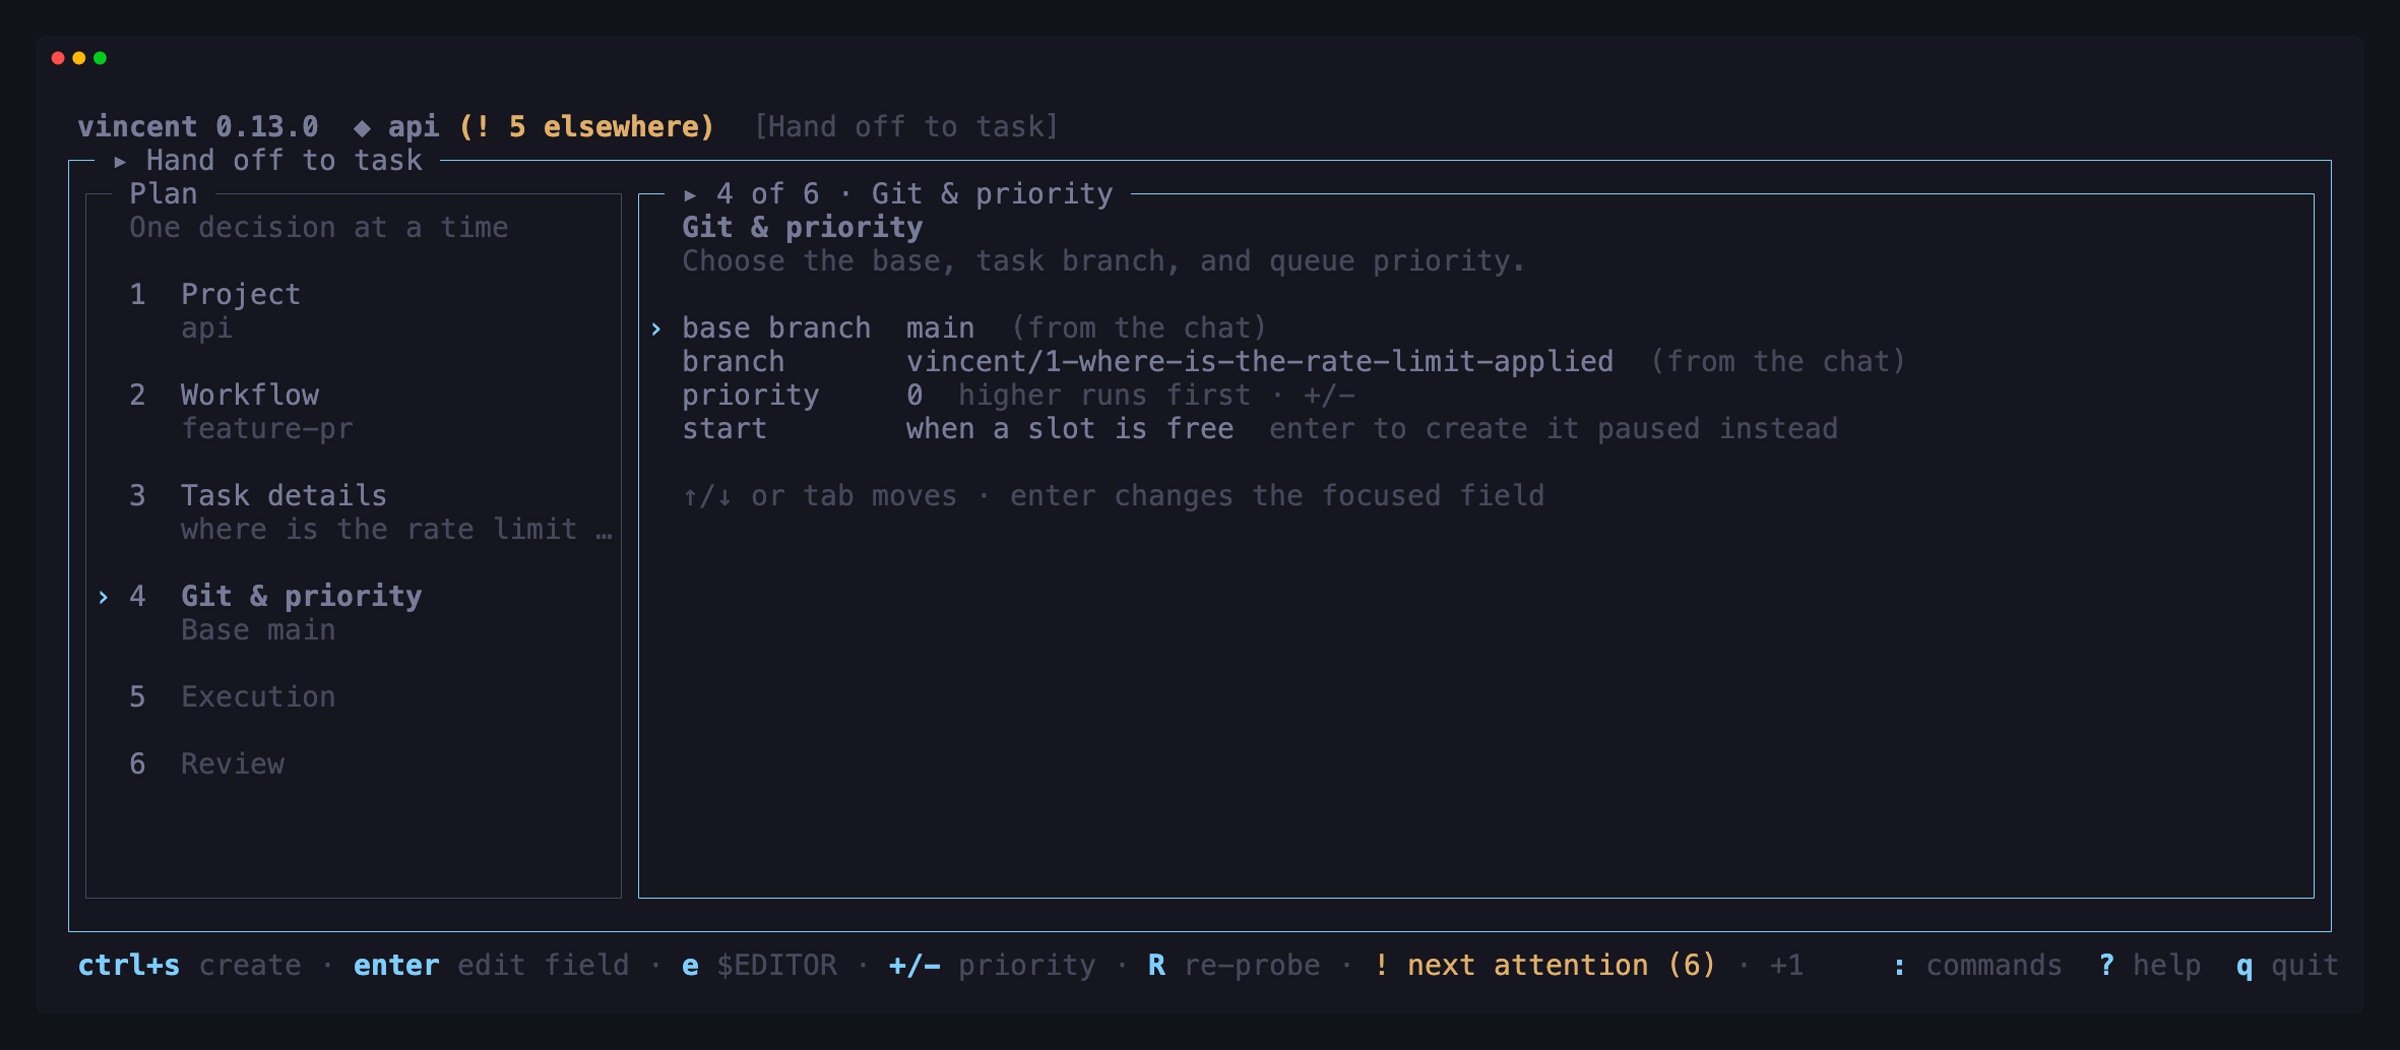 vincent 0.13.0  ◆ api (! 5 elsewhere)  [Hand off to task]
▸ Hand off to task
Plan
One decision at a time
1  Project
api
2  Workflow
feature-pr
3  Task details
where is the rate limit …
› 4  Git & priority
Base main
5  Execution
6  Review
▸ 4 of 6 · Git & priority
Git & priority
Choose the base, task branch, and queue priority.
› base branch  main  (from the chat)
branch  vincent/1-where-is-the-rate-limit-applied  (from the chat)
priority  0  higher runs first · +/-
start  when a slot is free  enter to create it paused instead
↑/↓ or tab moves · enter changes the focused field
ctrl+s create · enter edit field · e $EDITOR · +/- priority · R re-probe · ! next attention (6) · +1  : commands  ? help  q quit